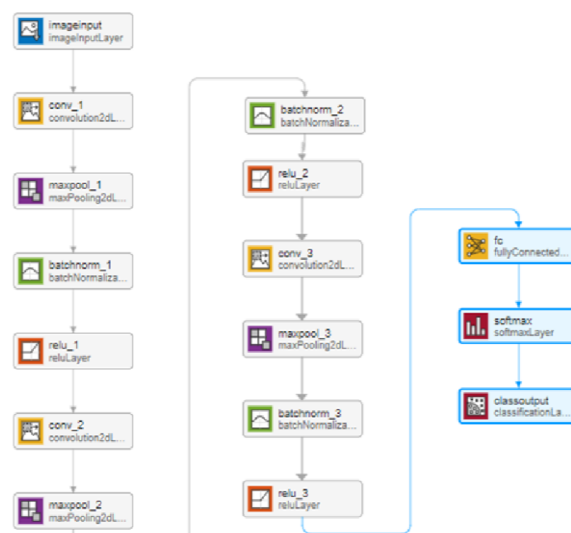 imageinput
imageInputLayer
conv_1
convolution2dL...
maxpool_1
maxPooling2dL...
batchnorm_1
batchNormaliza...
relu_1
reluLayer
conv_2
convolution2dL...
maxpool_2
maxPooling2dL...
batchnorm_2
batchNormaliza...
relu_2
reluLayer
conv_3
convolution2dL...
maxpool_3
maxPooling2dL...
batchnorm_3
batchNormaliza...
relu_3
reluLayer
fc
fullyConnected...
softmax
softmaxLayer
classoutput
classificationLa...